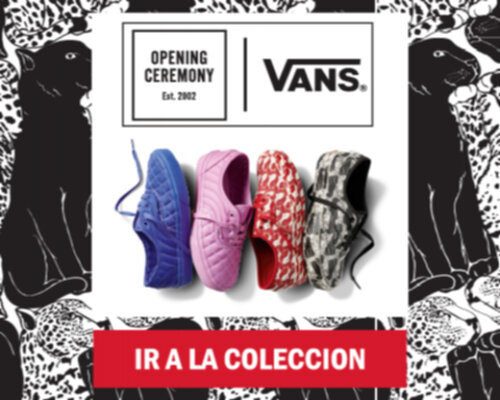 OPENING
CEREMONY
Est. 2002
VANS®
IR A LA COLECCION